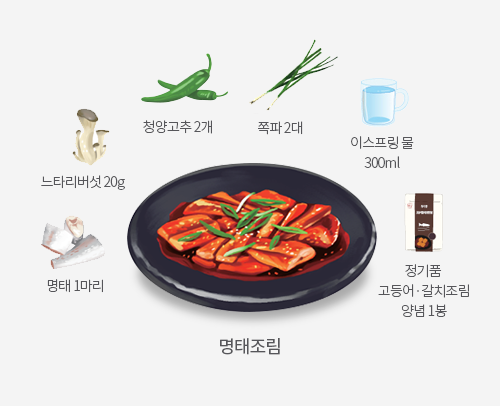 청양고추 2개
쪽파 2대
이스프링 물
300ml
느타리버섯 20g
명태 1마리
정기품
고등어·갈치조림
양념 1봉
명태조림